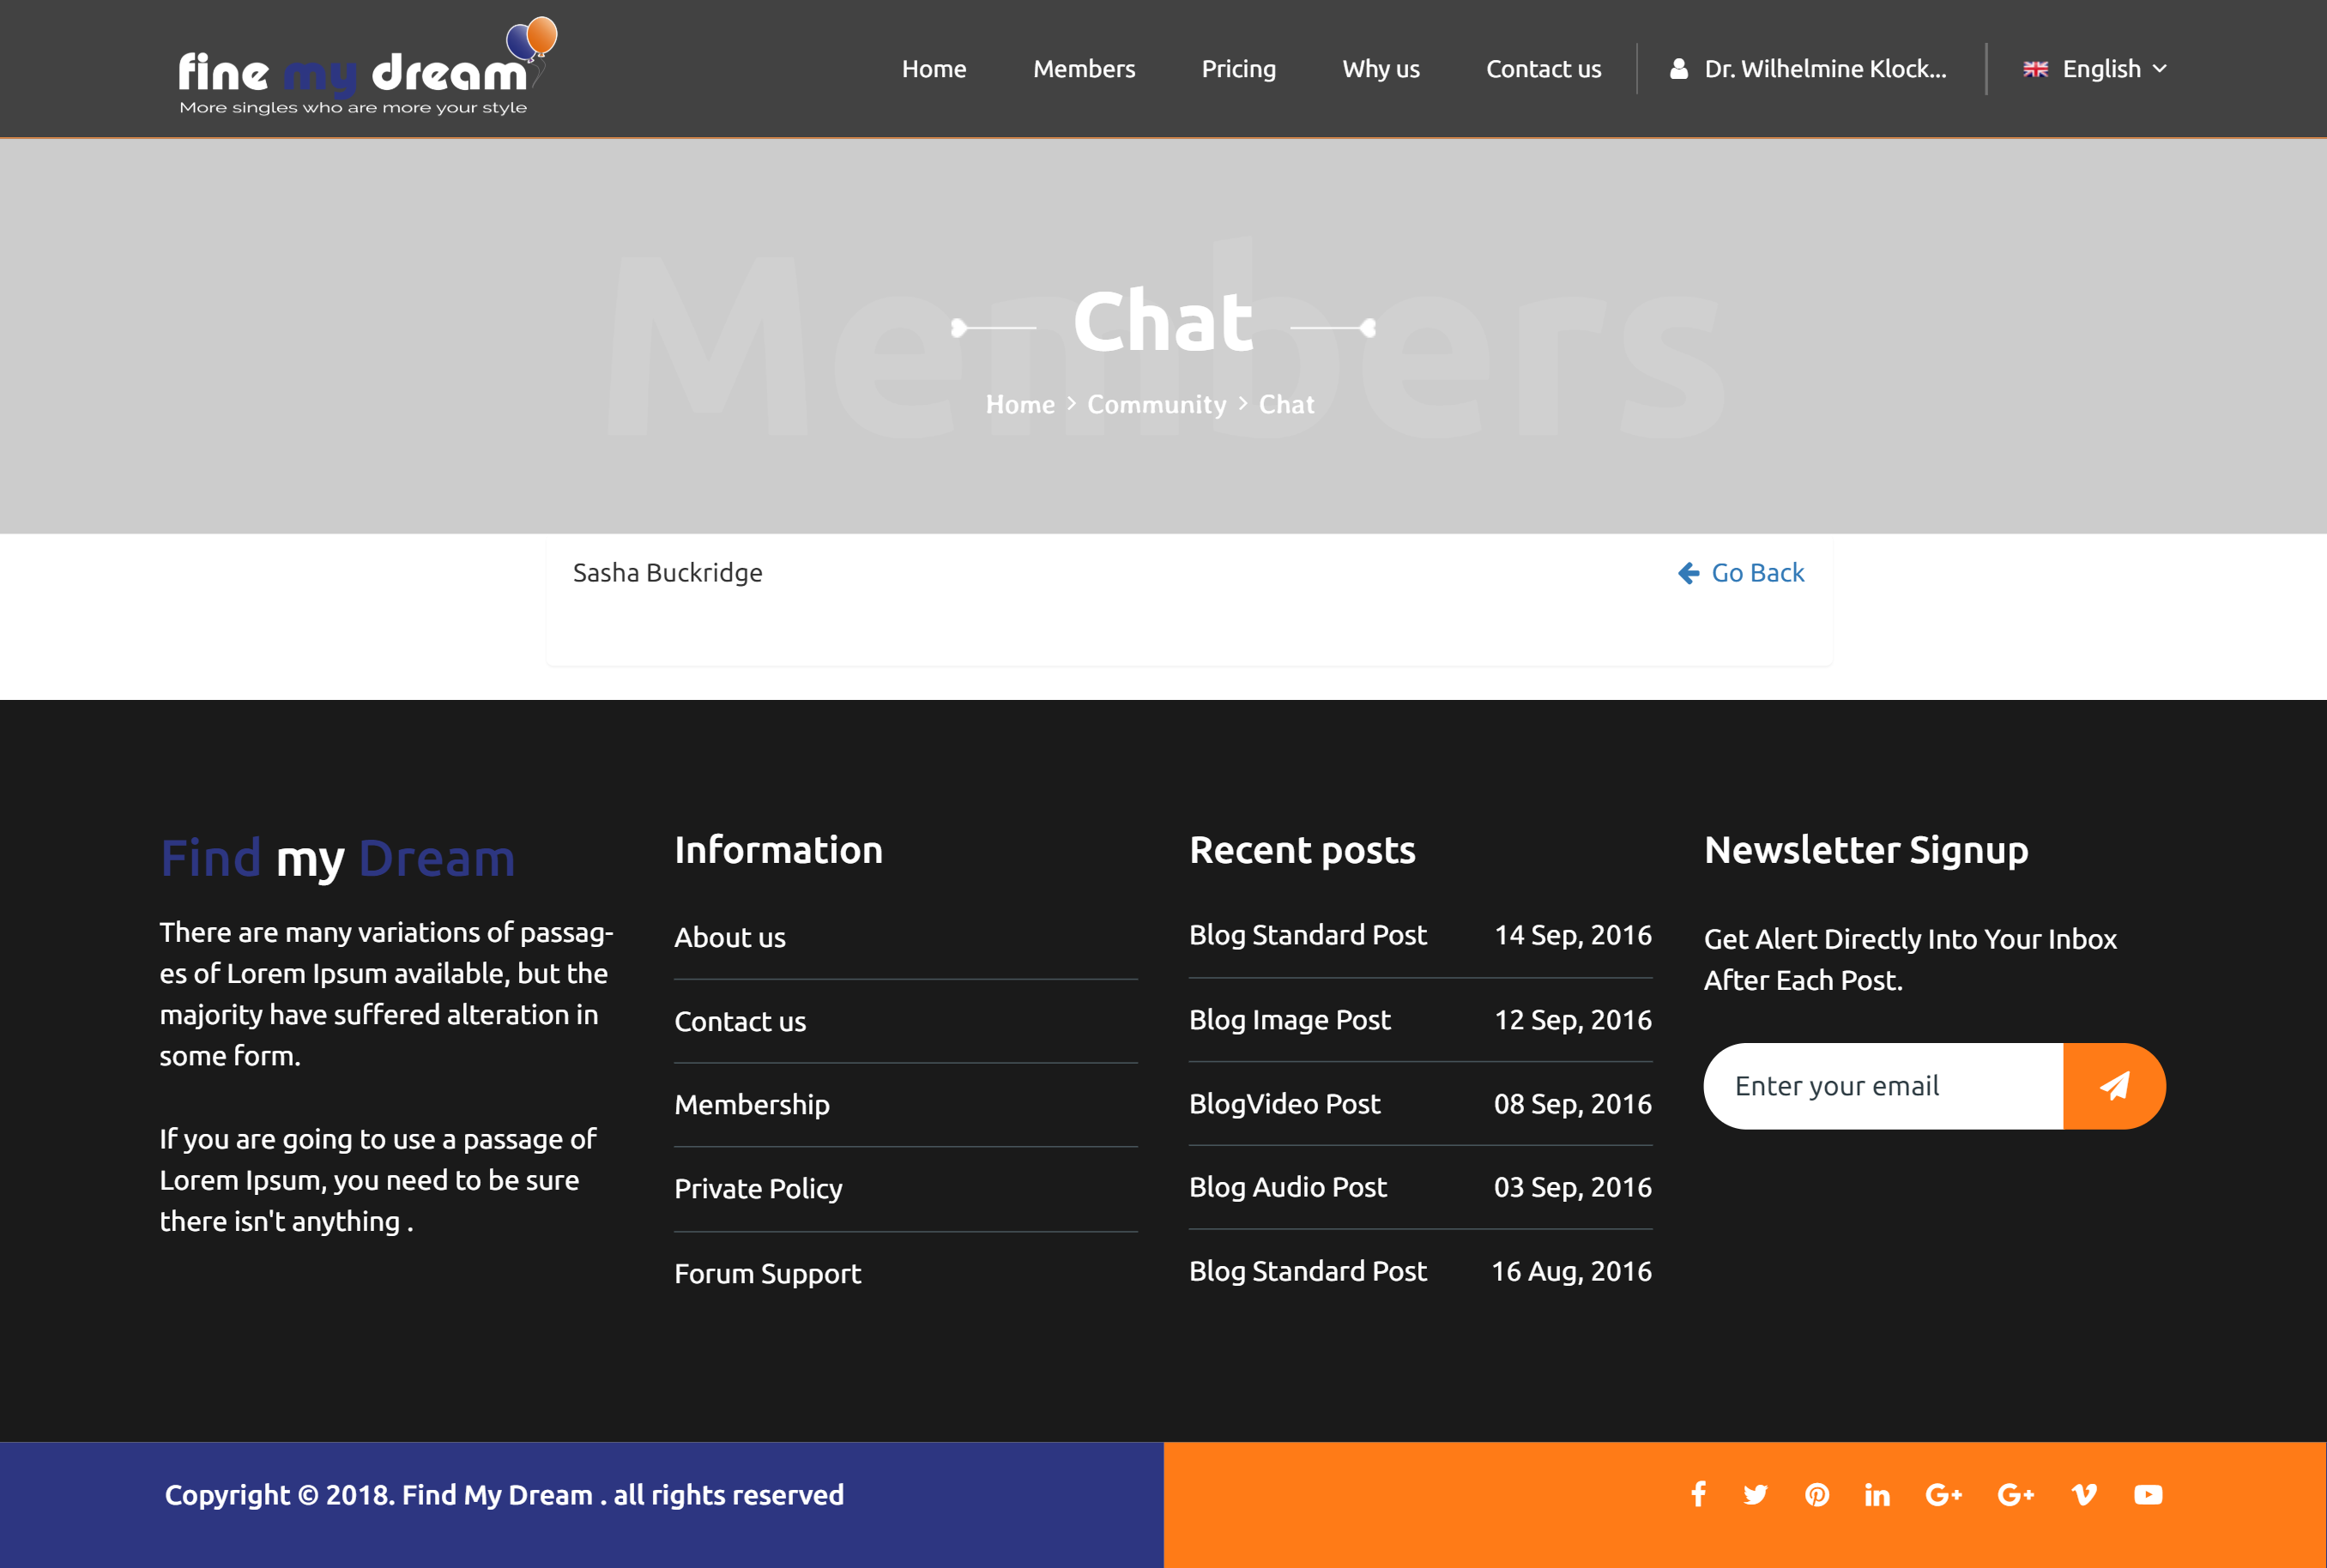 fine my dream
More singles who are more your style
Home Members Pricing Why us Contact us Dr. Wilhelmine Klock... English
Members
Chat
Home > Community > Chat
Sasha Buckridge Go Back
Find my Dream
There are many variations of passag-
es of Lorem Ipsum available, but the
majority have suffered alteration in
some form.
If you are going to use a passage of
Lorem Ipsum, you need to be sure
there isn't anything .
Information
About us
Contact us
Membership
Private Policy
Forum Support
Recent posts
Blog Standard Post 14 Sep, 2016
Blog Image Post 12 Sep, 2016
BlogVideo Post 08 Sep, 2016
Blog Audio Post 03 Sep, 2016
Blog Standard Post 16 Aug, 2016
Newsletter Signup
Get Alert Directly Into Your Inbox
After Each Post.
Enter your email
Copyright © 2018. Find My Dream . all rights reserved